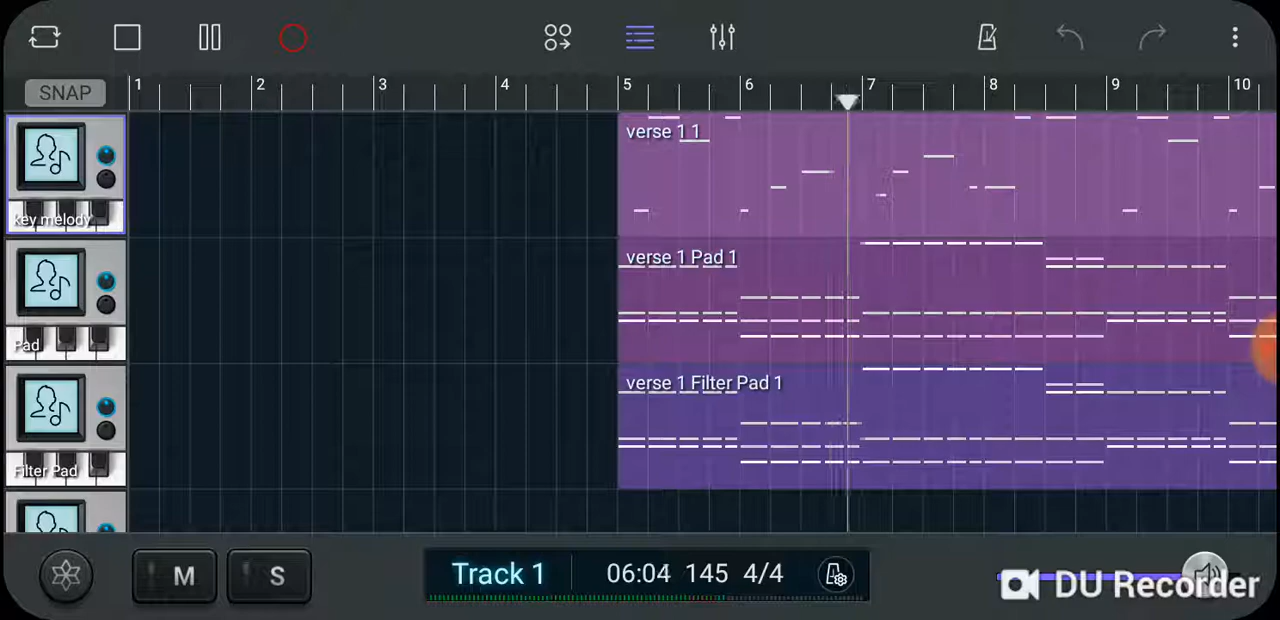 SNAP
1 2 3 4 5 6 7 8 9 10
key melody
verse 1 1
Pad
verse 1 Pad 1
Filter Pad
verse 1 Filter Pad 1
M S Track 1 06:04 145 4/4
DU Recorder